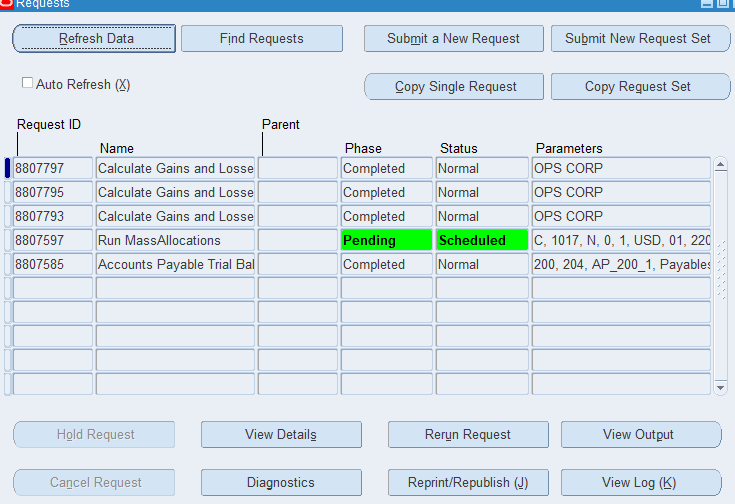 Requests
Refresh Data Find Requests Submit a New Request Submit New Request Set
Auto Refresh (X) Copy Single Request Copy Request Set
Request ID Parent
Name Phase Status Parameters
8807797 Calculate Gains and Losse Completed Normal OPS CORP
8807795 Calculate Gains and Losse Completed Normal OPS CORP
8807793 Calculate Gains and Losse Completed Normal OPS CORP
8807597 Run MassAllocations Pending Scheduled C, 1017, N, 0, 1, USD, 01, 220
8807585 Accounts Payable Trial Bal Completed Normal 200, 204, AP_200_1, Payables
Hold Request View Details Rerun Request View Output
Cancel Request Diagnostics Reprint/Republish (J) View Log (K)